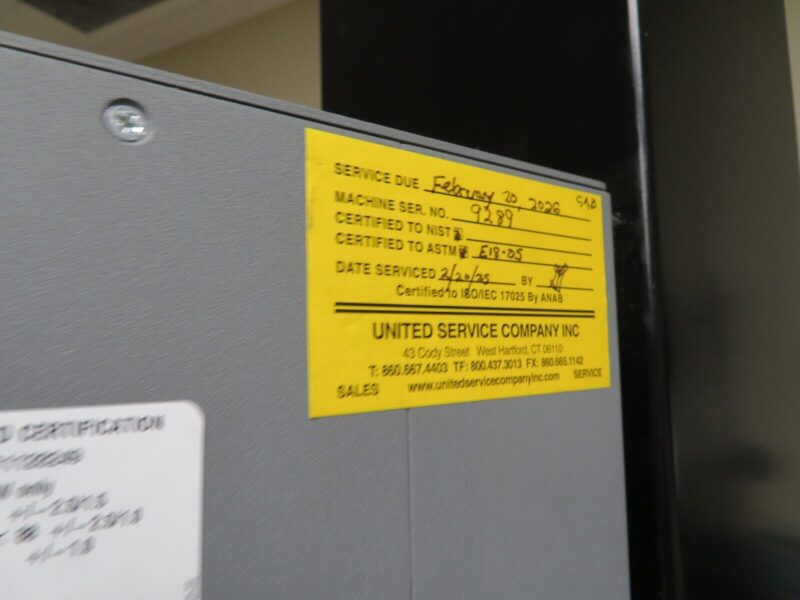 SERVICE DUE February 20, 2026
MACHINE SER. NO. 9289
CERTIFIED TO NIST
CERTIFIED TO ASTM E18-05
DATE SERVICED 2/20/25 BY
Certified to ISO/IEC 17025 By ANAB
UNITED SERVICE COMPANY INC
43 Cody Street West Hartford, CT 06110
T: 860.667.4403 TF: 800.437.3013 FX: 860.665.1142
SALES www.unitedservicecompanyinc.com SERVICE
CERTIFICATION
only
+/-
+/-
+/-1.0